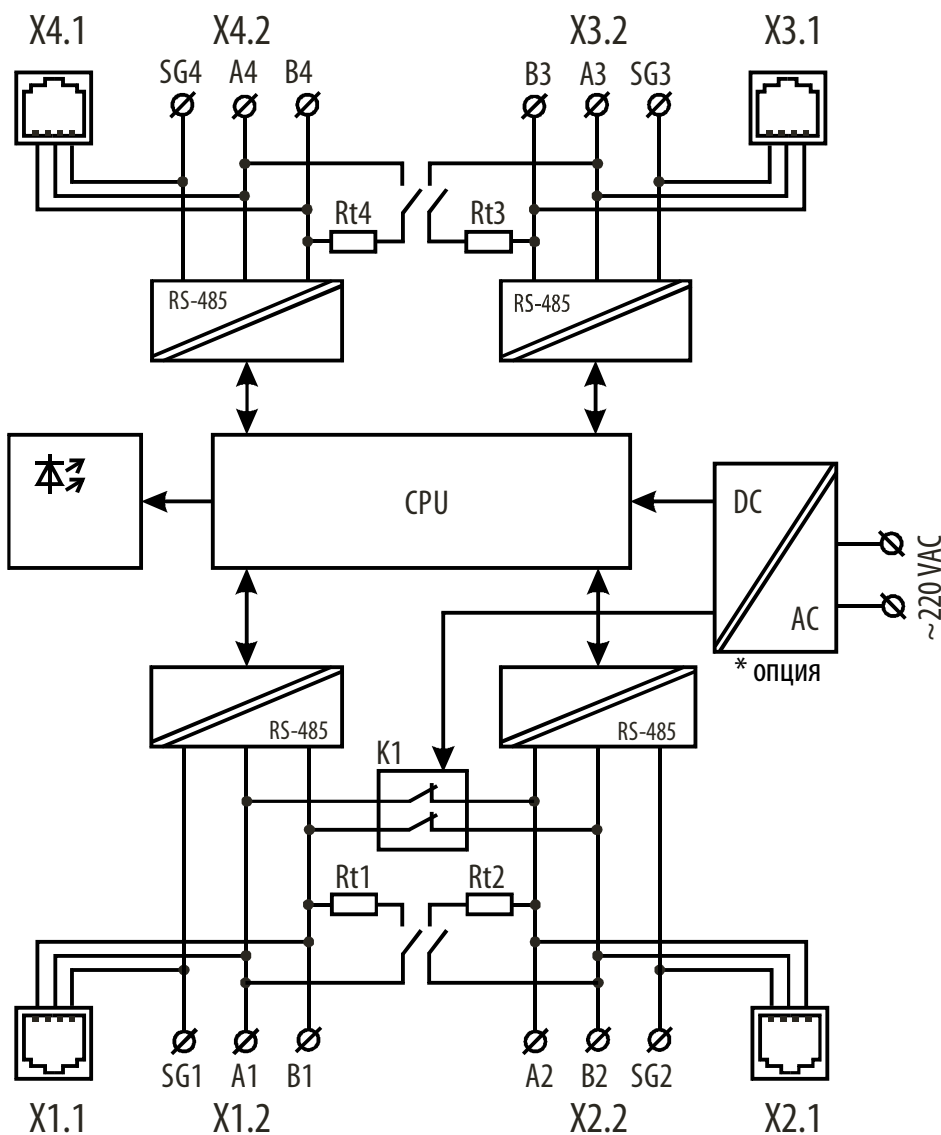 X4.1 X4.2 X3.2 X3.1
SG4 A4 B4 B3 A3 SG3
Rt4 Rt3
RS-485 RS-485
CPU
DC
AC
~220 VAC
* опция
RS-485 RS-485
K1
Rt1 Rt2
SG1 A1 B1 A2 B2 SG2
X1.1 X1.2 X2.2 X2.1